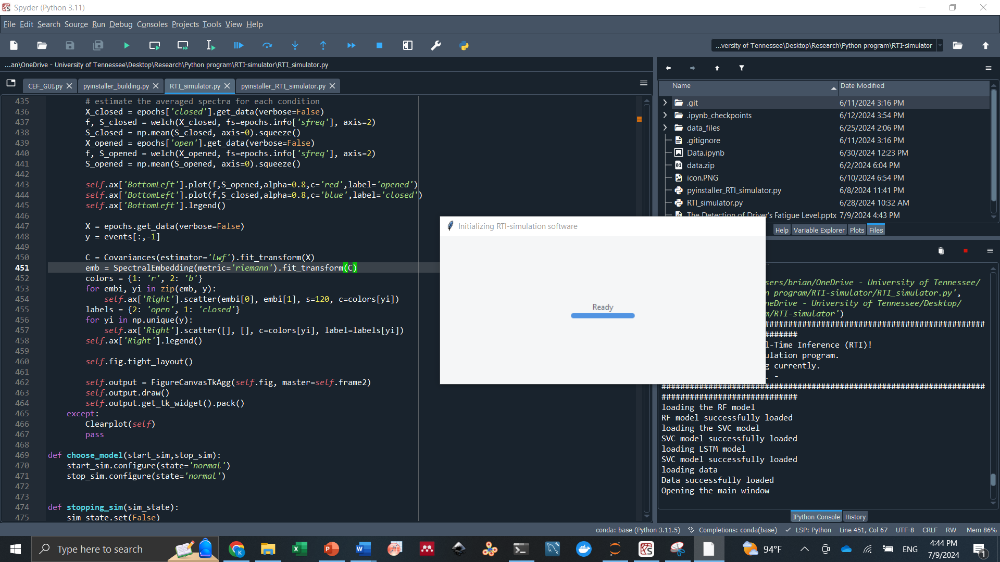 Spyder (Python 3.11)
File Edit Search Source Run Debug Consoles Projects Tools View Help
...versity of Tennessee\Desktop\Research\Python program\RTI-simulator
...an\OneDrive - University of Tennessee\Desktop\Research\Python program\RTI-simulator\RTI_simulator.py
CEF_GUI.py pyinstaller_building.py RTI_simulator.py pyinstaller_RTI_simulator.py
435 # estimate the averaged spectra for each condition
436 X_closed = epochs['closed'].get_data(verbose=False)
437 f, S_closed = welch(X_closed, fs=epochs.info['sfreq'], axis=2)
438 S_closed = np.mean(S_closed, axis=0).squeeze()
439 X_opened = epochs['open'].get_data(verbose=False)
440 f, S_opened = welch(X_opened, fs=epochs.info['sfreq'], axis=2)
441 S_opened = np.mean(S_opened, axis=0).squeeze()
442
443 self.ax['BottomLeft'].plot(f,S_opened,alpha=0.8,c='red',label='opened')
444 self.ax['BottomLeft'].plot(f,S_closed,alpha=0.8,c='blue',label='closed')
445 self.ax['BottomLeft'].legend()
446
447 X = epochs.get_data(verbose=False)
448 y = events[:,-1]
449
450 C = Covariances(estimator='lwf').fit_transform(X)
451 emb = SpectralEmbedding(metric='riemann').fit_transform(C)
452 colors = {1: 'r', 2: 'b'}
453 for embi, yi in zip(emb, y):
454 self.ax['Right'].scatter(embi[0], embi[1], s=120, c=colors[yi])
455 labels = {2: 'open', 1: 'closed'}
456 for yi in np.unique(y):
457 self.ax['Right'].scatter([], [], c=colors[yi], label=labels[yi])
458 self.ax['Right'].legend()
459
460 self.fig.tight_layout()
461
462 self.output = FigureCanvasTkAgg(self.fig, master=self.frame2)
463 self.output.draw()
464 self.output.get_tk_widget().pack()
465 except:
466 Clearplot(self)
467 pass
468
469 def choose_model(start_sim,stop_sim):
470 start_sim.configure(state='normal')
471 stop_sim.configure(state='normal')
472
473
474 def stopping_sim(sim_state):
475 sim_state.set(False)
Name Date Modified
.git 6/11/2024 3:16 PM
.ipynb_checkpoints 6/12/2024 3:54 PM
data_files 6/25/2024 2:06 PM
.gitignore 6/11/2024 3:16 PM
Data.ipynb 6/30/2024 12:23 PM
data.zip 6/2/2024 6:04 PM
icon.PNG 6/10/2024 6:54 PM
pyinstaller_RTI_simulator.py 6/8/2024 11:41 PM
RTI_simulator.py 6/28/2024 10:32 AM
The Detection of Driver's Fatigue Level.pptx 7/9/2024 4:43 PM
Help Variable Explorer Plots Files
Initializing RTI-simulation software
Ready
sers/brian/OneDrive - University of Tennessee/
n program/RTI-simulator/RTI_simulator.py',
neDrive - University of Tennessee/Desktop/
m/RTI-simulator')
###############################################
#######
l-Time Inference (RTI)!
ulation program.
g currently.
. -
#####################################################################
#############################
loading the RF model
RF model successfully loaded
loading the SVC model
SVC model successfully loaded
loading LSTM model
SVC model successfully loaded
loading data
Data successfully loaded
Opening the main window
IPython Console History
conda: base (Python 3.11.5) Completions: conda(base) LSP: Python Line 451, Col 67 UTF-8 CRLF RW Mem 86%
Type here to search
94°F
ENG
4:44 PM
7/9/2024
1